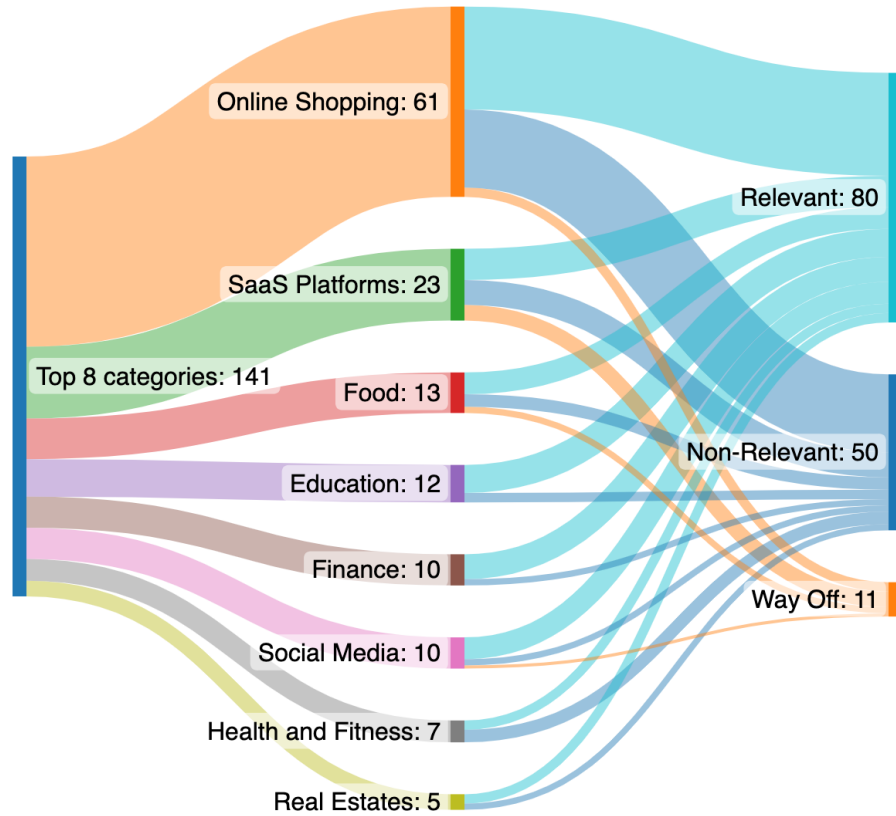 Top 8 categories: 141
Online Shopping: 61
SaaS Platforms: 23
Food: 13
Education: 12
Finance: 10
Social Media: 10
Health and Fitness: 7
Real Estates: 5
Relevant: 80
Non-Relevant: 50
Way Off: 11